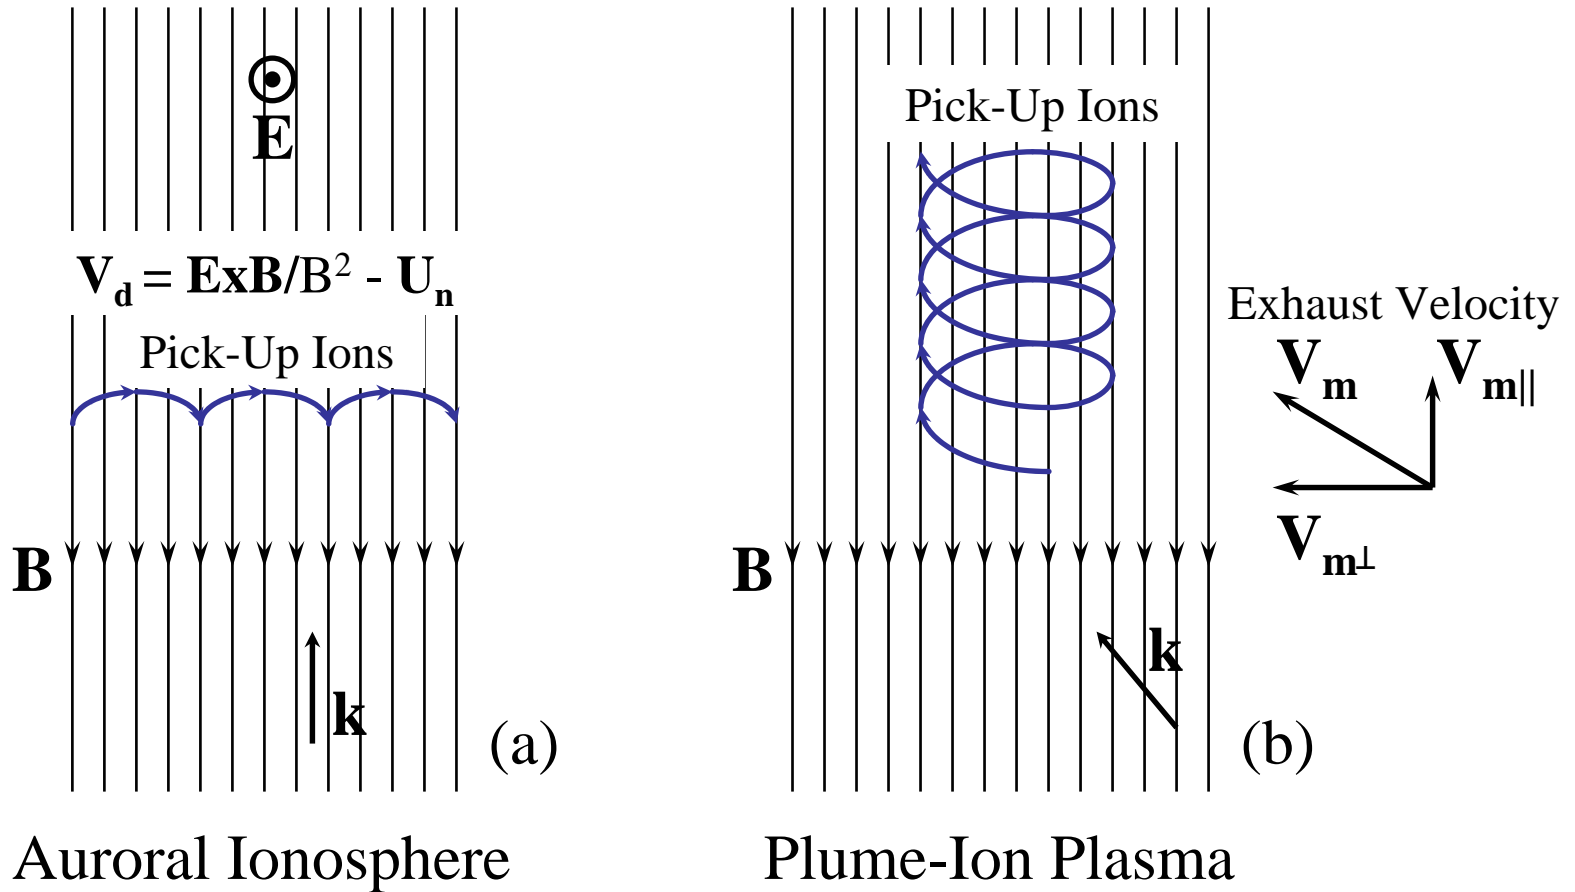 E
V_d = ExB/B² - U_n
Pick-Up Ions
B
k
(a)
Auroral Ionosphere
Pick-Up Ions
Exhaust Velocity
V_m
V_m||
V_m⊥
B
k
(b)
Plume-Ion Plasma